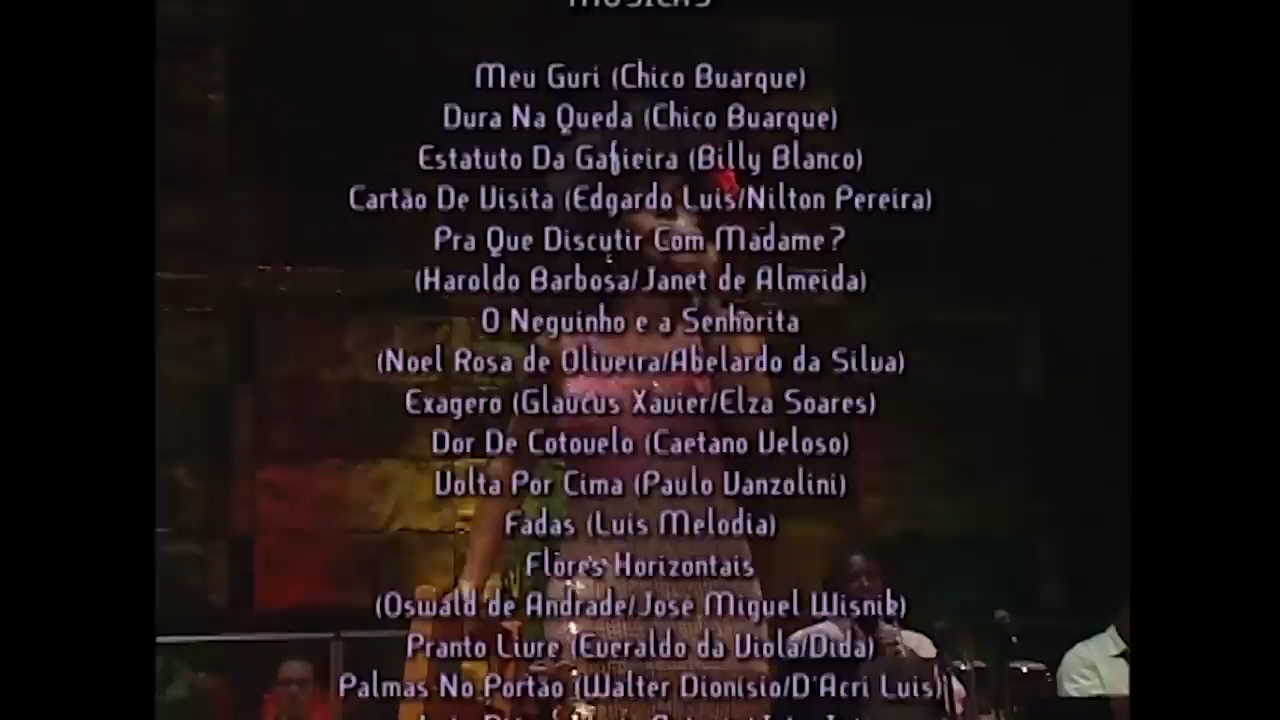 MUSICAS
Meu Guri (Chico Buarque)
Dura Na Queda (Chico Buarque)
Estatuto Da Gafieira (Billy Blanco)
Cartão De Visita (Edgardo Luis/Nilton Pereira)
Pra Que Discutir Com Madame?
(Haroldo Barbosa/Janet de Almeida)
O Neguinho e a Senhorita
(Noel Rosa de Oliveira/Abelardo da Silva)
Exagero (Glaucus Xavier/Elza Soares)
Dor De Cotovelo (Caetano Veloso)
Volta Por Cima (Paulo Vanzolini)
Fadas (Luis Melodia)
Flores Horizontais
(Oswald de Andrade/José Miguel Wisnik)
Pranto Livre (Everaldo da Viola/Dida)
Palmas No Portão (Walter Dionísio/D'Acri Luis)